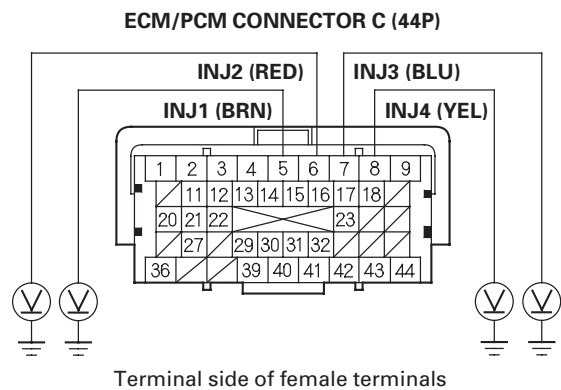 ECM/PCM CONNECTOR C (44P)
INJ2 (RED) INJ3 (BLU)
INJ1 (BRN) INJ4 (YEL)
1 2 3 4 5 6 7 8 9
11 12 13 14 15 16 17 18
20 21 22 23
27 29 30 31 32
36 39 40 41 42 43 44
V V V V
Terminal side of female terminals